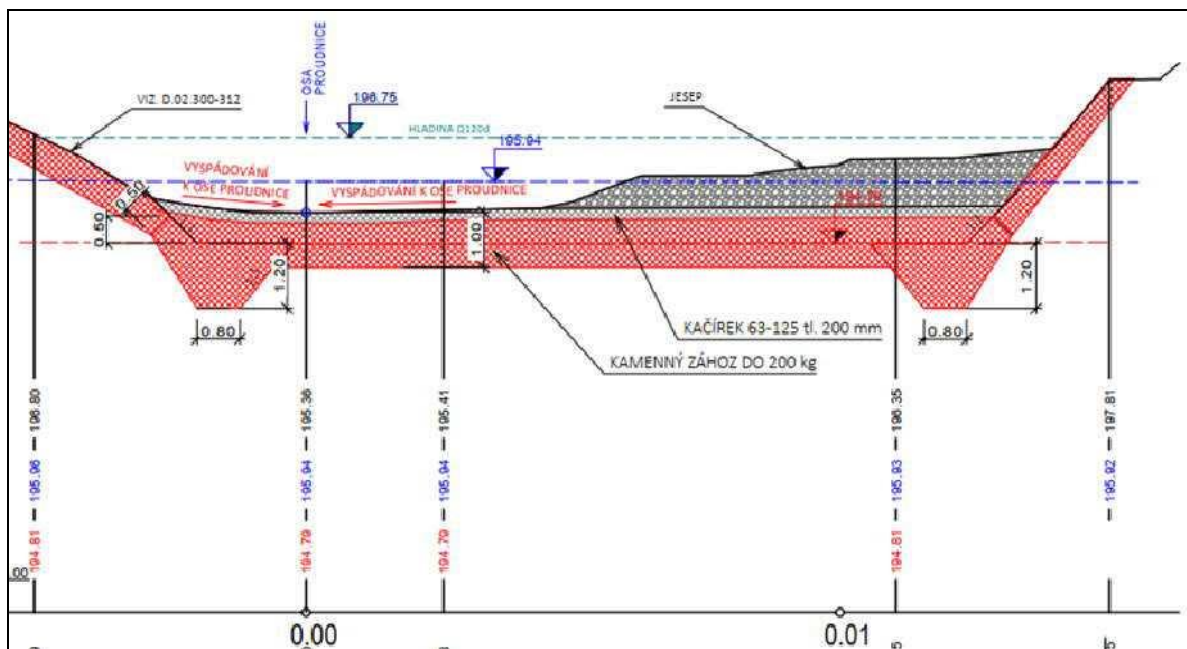 OSA
PROUDNICE
VIZ. D.02.300-312
196.75
JESEP
HLADINA Q120d
195.94
VYSPÁDOVÁNÍ
K OSE PROUDNICE
VYSPÁDOVÁNÍ K OSE PROUDNICE
0.50
0.50
1.20
1.00
1.20
0.80
0.80
KAČÍREK 63-125 tl. 200 mm
KAMENNÝ ZÁHOZ DO 200 kg
194.81 195.96 196.80
194.79 195.94 195.36
194.79 195.94 195.41
194.81 195.93 196.35
195.92 197.81
.00
0.00
0.01